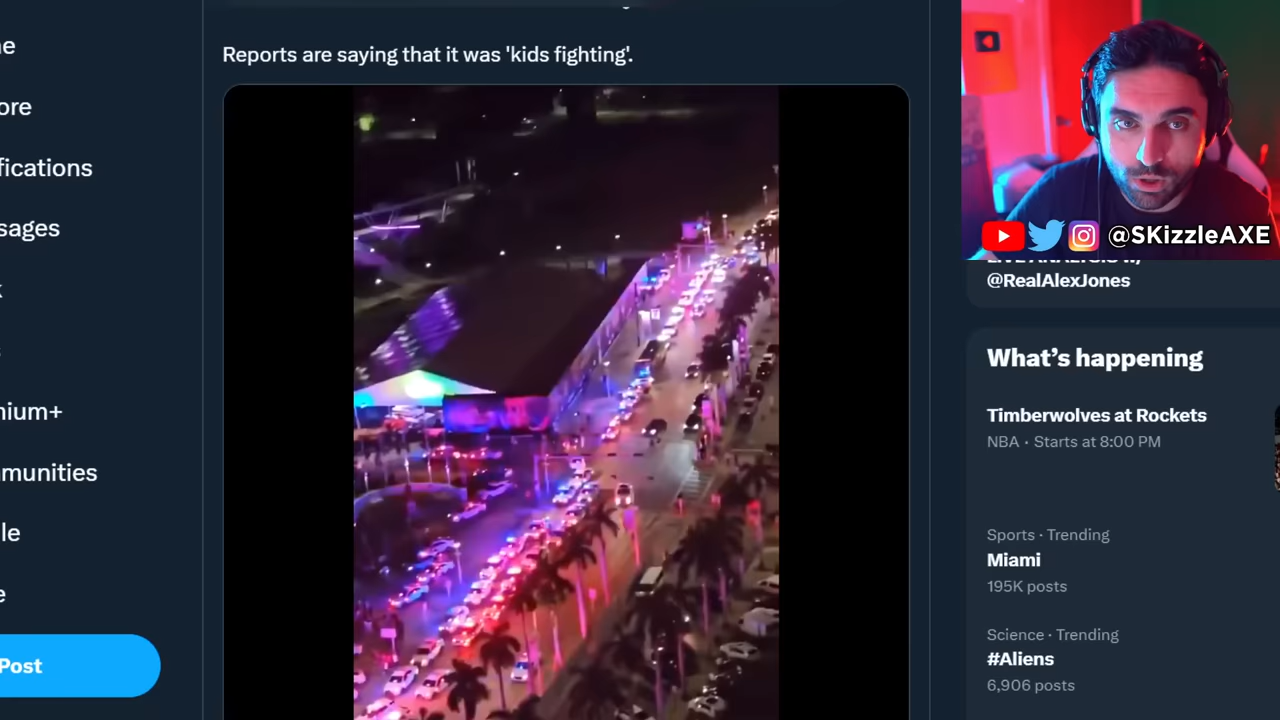 Reports are saying that it was 'kids fighting'.
ne
ore
fications
sages
k
s
nium+
mmunities
le
e
Post
@SKizzleAXE
@RealAlexJones
What's happening
Timberwolves at Rockets
NBA · Starts at 8:00 PM
Sports · Trending
Miami
195K posts
Science · Trending
#Aliens
6,906 posts